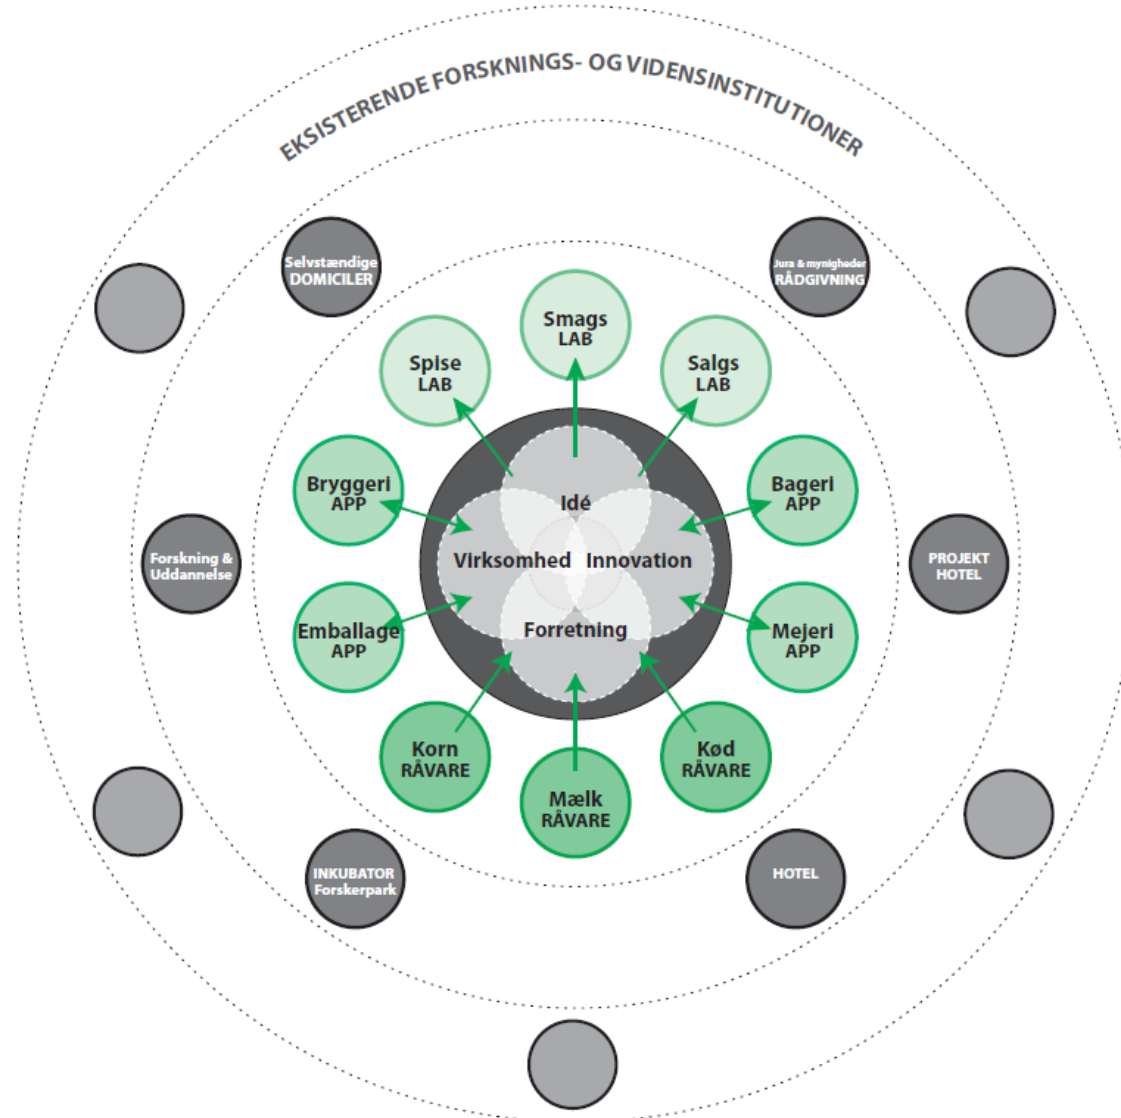 EKSISTERENDE FORSKNINGS- OG VIDENSINSTITUTIONER
Selvstændige
DOMICILER
Jura & mynigheder
RÅDGIVNING
Smags
LAB
Spise
LAB
Salgs
LAB
Bryggeri
APP
Bageri
APP
Idé
Virksomhed
Innovation
Forretning
Forskning &
Uddannelse
PROJEKT
HOTEL
Emballage
APP
Mejeri
APP
Korn
RÅVARE
Mælk
RÅVARE
Kød
RÅVARE
INKUBATOR
Forskerpark
HOTEL